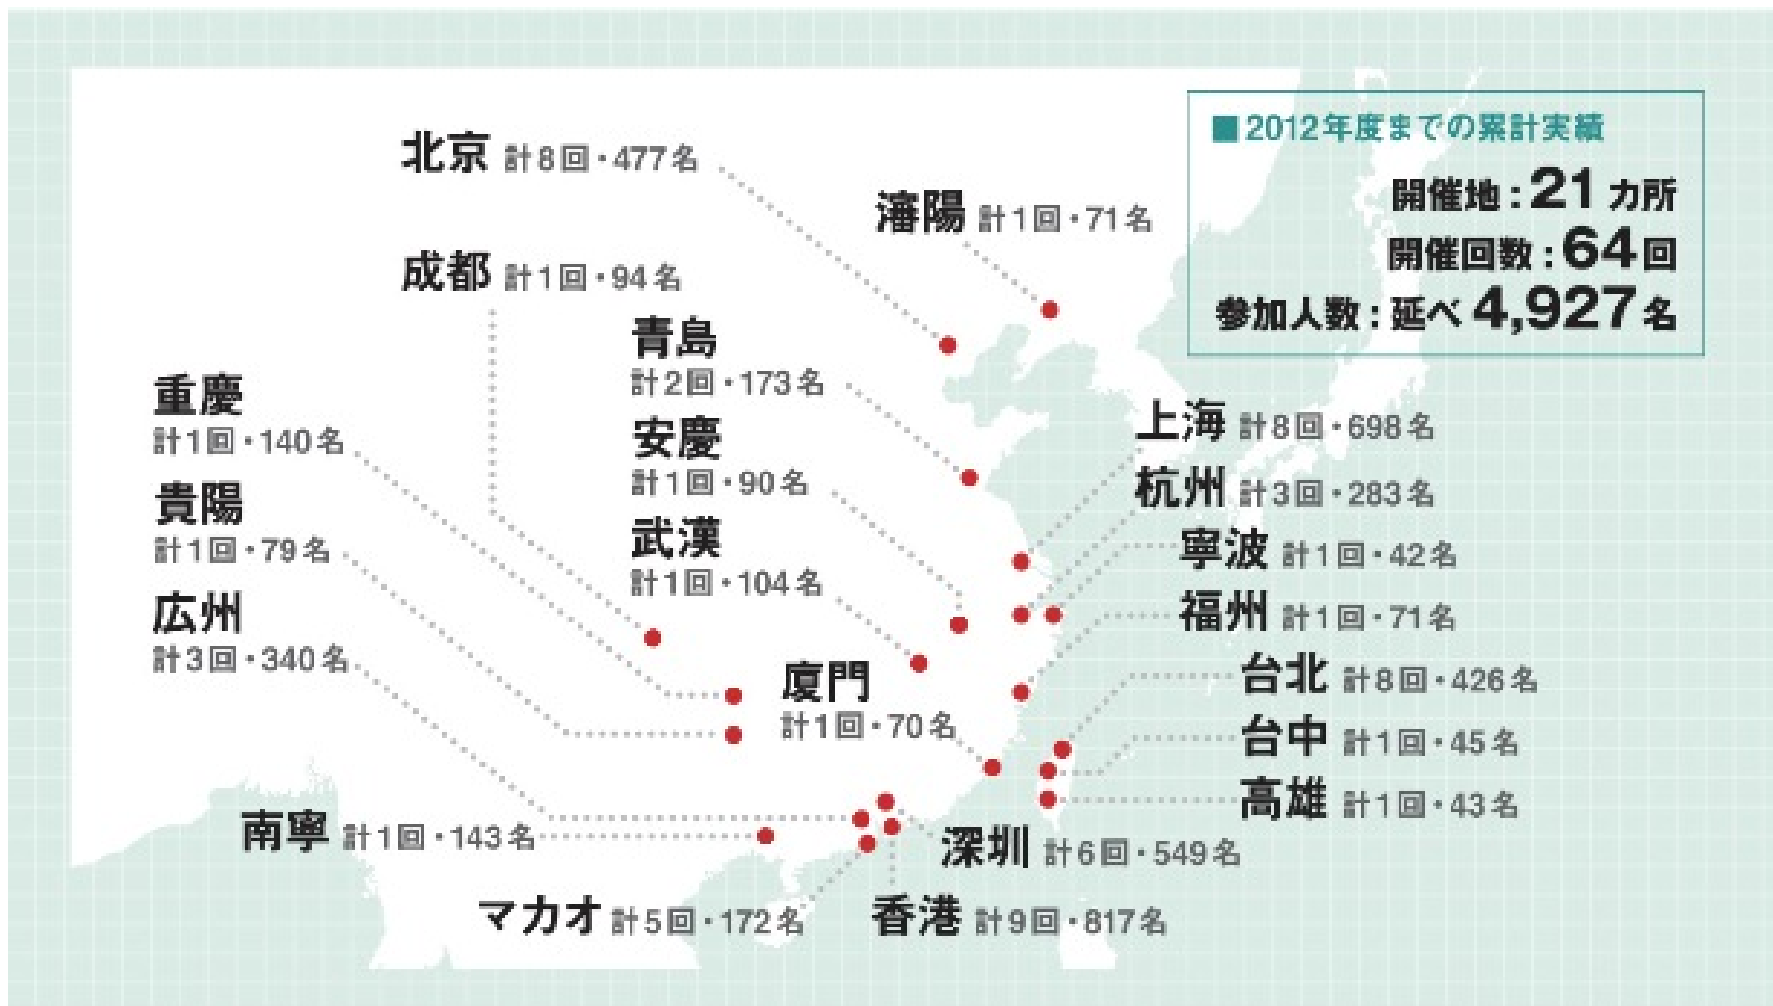 ■2012年度までの累計実績
開催地:21カ所
開催回数:64回
参加人数:延べ4,927名
北京 計8回・477名
瀋陽 計1回・71名
成都 計1回・94名
青島
計2回・173名
重慶
計1回・140名
安慶
計1回・90名
上海 計8回・698名
杭州 計3回・283名
貴陽
計1回・79名
武漢
計1回・104名
寧波 計1回・42名
福州 計1回・71名
広州
計3回・340名
廈門
計1回・70名
台北 計8回・426名
台中 計1回・45名
高雄 計1回・43名
南寧 計1回・143名
深圳 計6回・549名
マカオ 計5回・172名
香港 計9回・817名